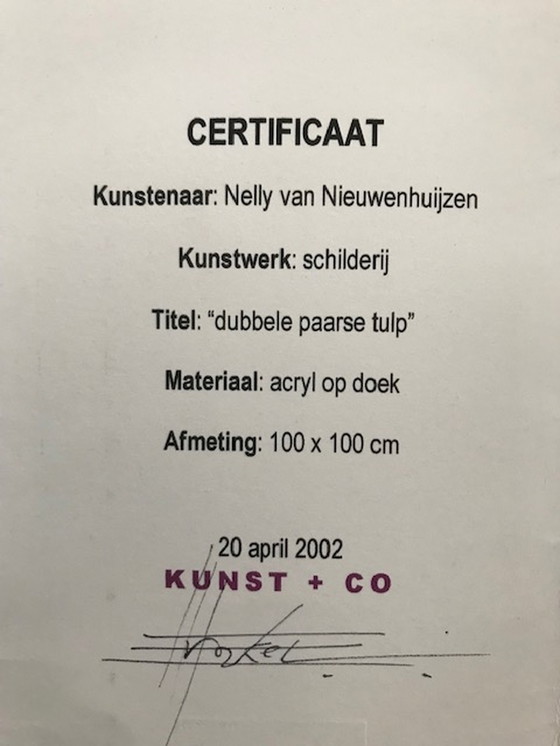 CERTIFICAAT
Kunstenaar: Nelly van Nieuwenhuijzen
Kunstwerk: schilderij
Titel: “dubbele paarse tulp”
Materiaal: acryl op doek
Afmeting: 100 x 100 cm
20 april 2002
KUNST + CO